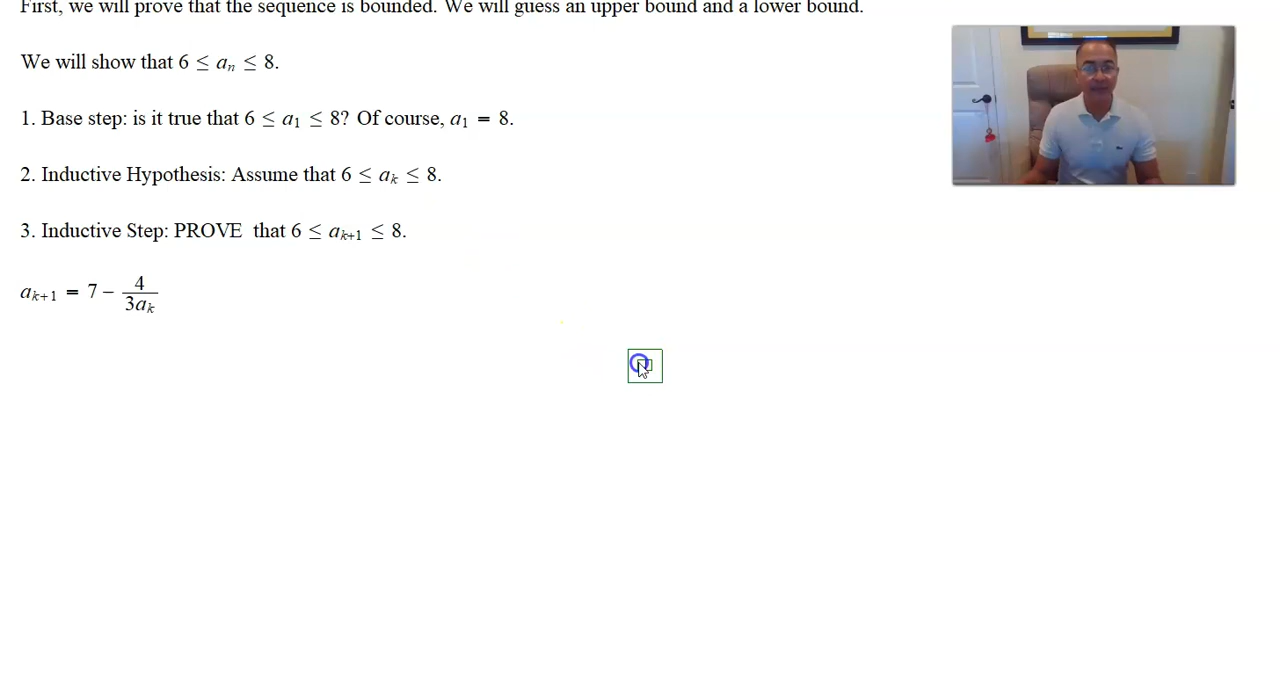 First, we will prove that the sequence is bounded. We will guess an upper bound and a lower bound.
We will show that 6 ≤ aₙ ≤ 8.
1. Base step: is it true that 6 ≤ a₁ ≤ 8? Of course, a₁ = 8.
2. Inductive Hypothesis: Assume that 6 ≤ aₖ ≤ 8.
3. Inductive Step: PROVE that 6 ≤ aₖ₊₁ ≤ 8.
aₖ₊₁ = 7 − 4/(3aₖ)